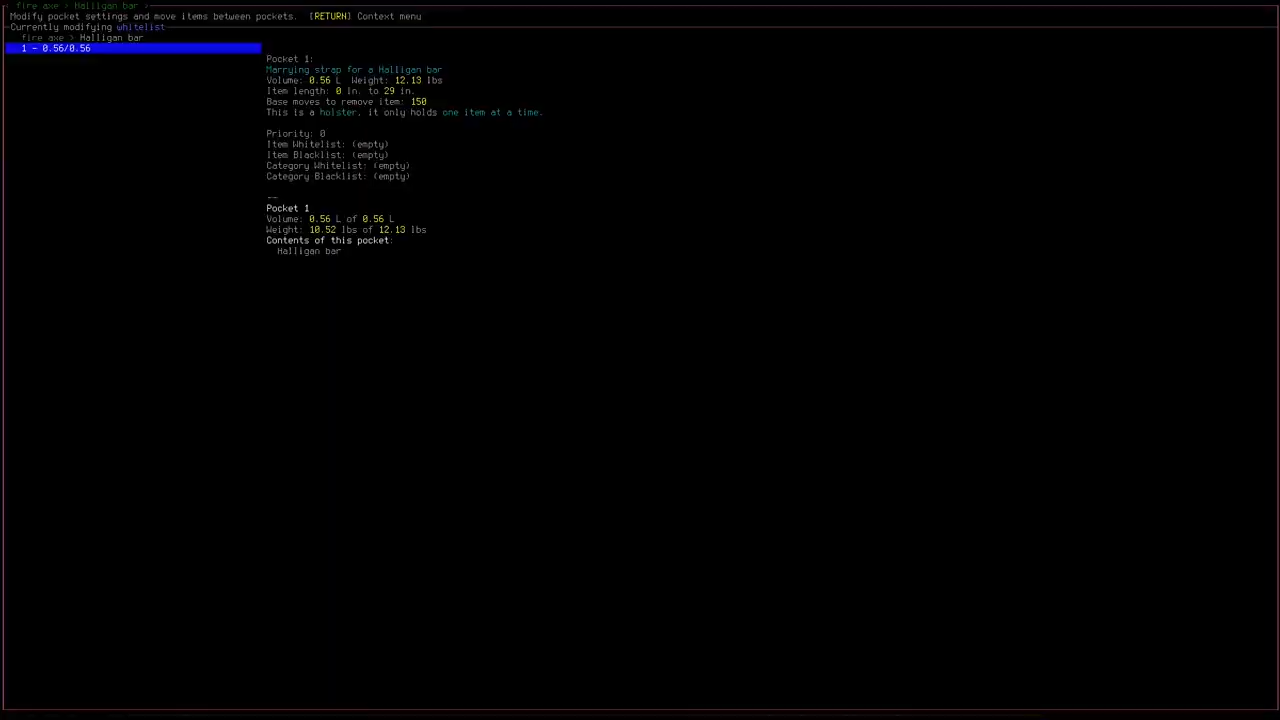 < fire axe > Halligan bar >
Modify pocket settings and move items between pockets. [RETURN] Context menu
Currently modifying whitelist
fire axe > Halligan bar
1 - 0.56/0.56
Pocket 1:
Marrying strap for a Halligan bar
Volume: 0.56 L Weight: 12.13 lbs
Item length: 0 in. to 29 in.
Base moves to remove item: 150
This is a holster, it only holds one item at a time.
Priority: 0
Item Whitelist: (empty)
Item Blacklist: (empty)
Category Whitelist: (empty)
Category Blacklist: (empty)
--
Pocket 1
Volume: 0.56 L of 0.56 L
Weight: 10.52 lbs of 12.13 lbs
Contents of this pocket:
Halligan bar